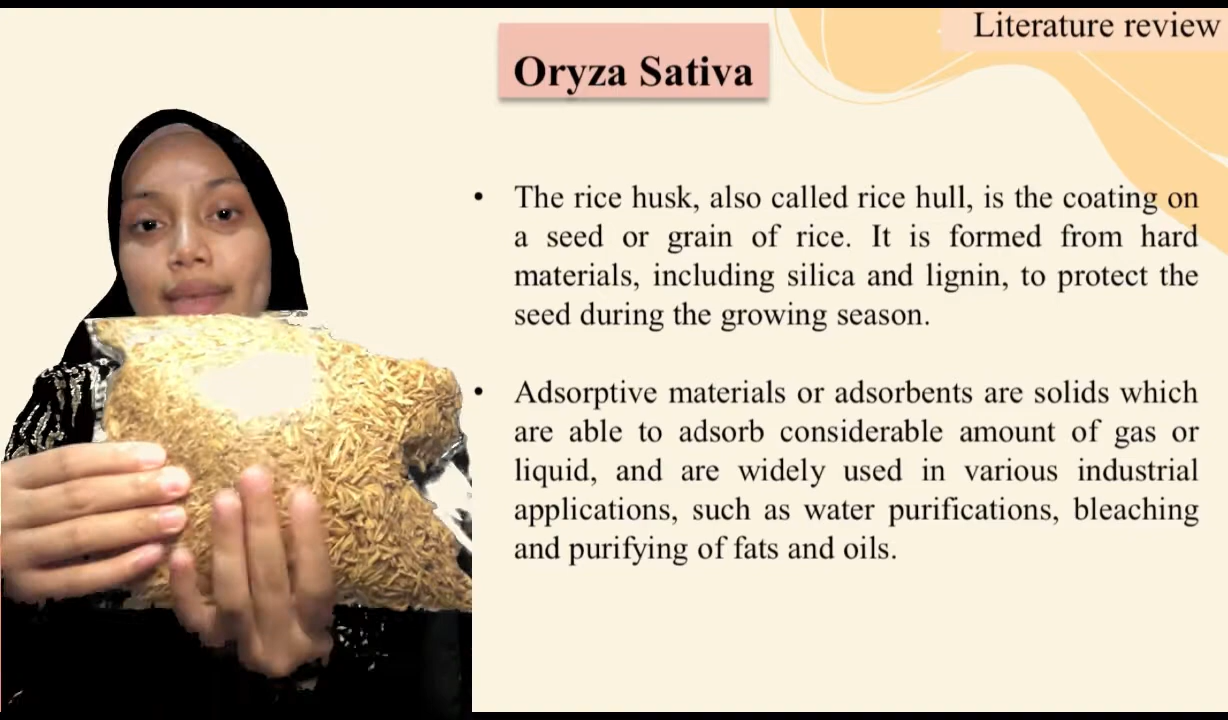 Literature review
Oryza Sativa
• The rice husk, also called rice hull, is the coating on
a seed or grain of rice. It is formed from hard
materials, including silica and lignin, to protect the
seed during the growing season.
• Adsorptive materials or adsorbents are solids which
are able to adsorb considerable amount of gas or
liquid, and are widely used in various industrial
applications, such as water purifications, bleaching
and purifying of fats and oils.